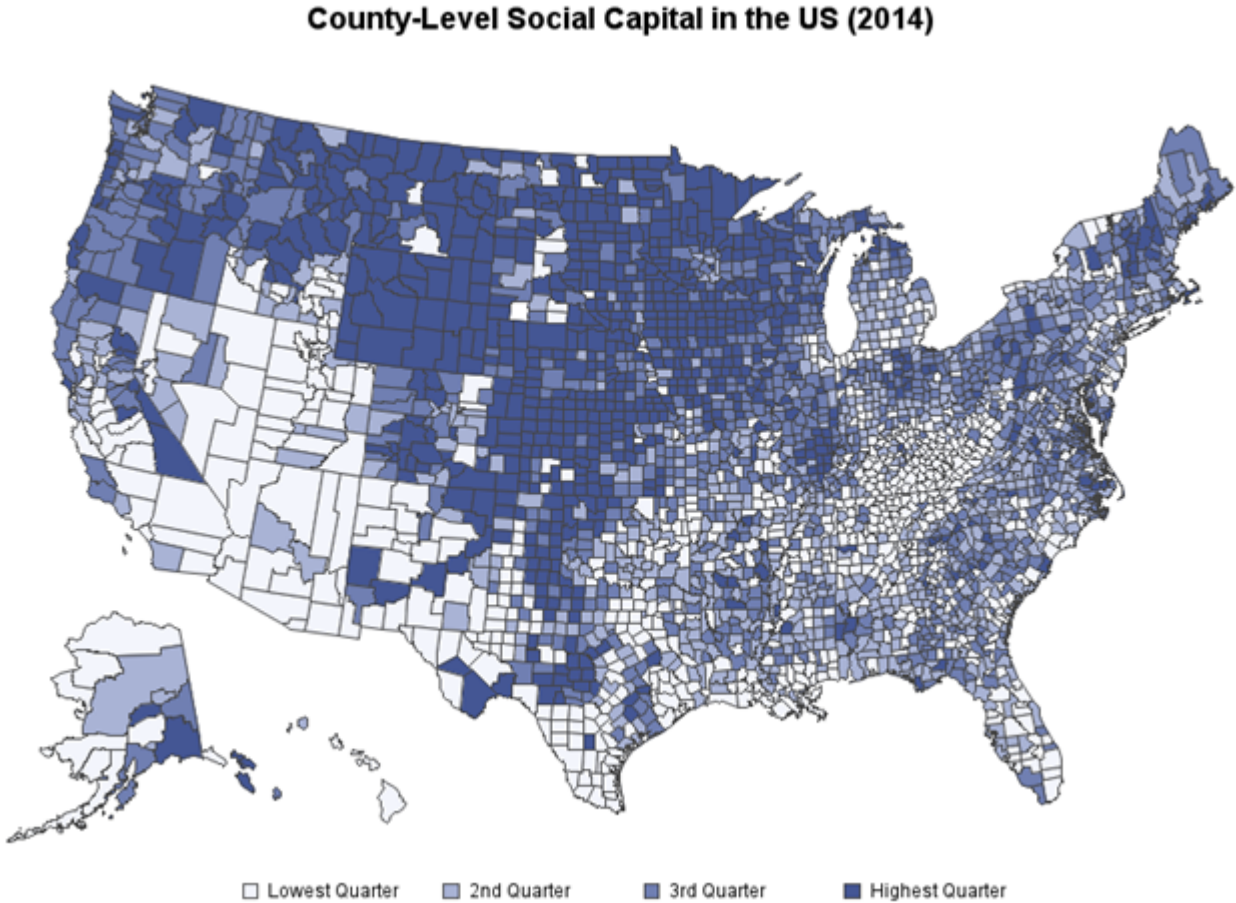 County-Level Social Capital in the US (2014)
Lowest Quarter 2nd Quarter 3rd Quarter Highest Quarter